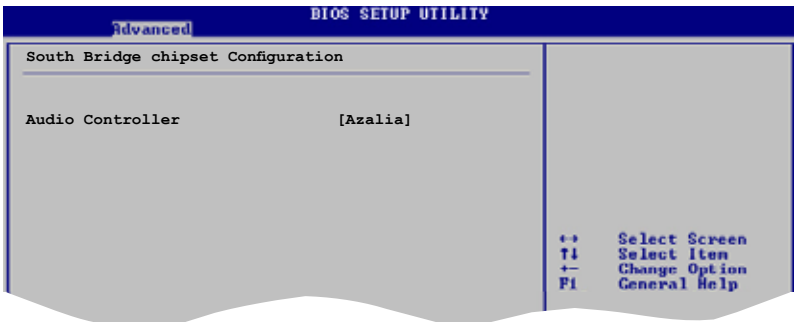 BIOS SETUP UTILITY
Advanced
South Bridge chipset Configuration
Audio Controller [Azalia]
↔ Select Screen
↑↓ Select Item
+- Change Option
F1 General Help